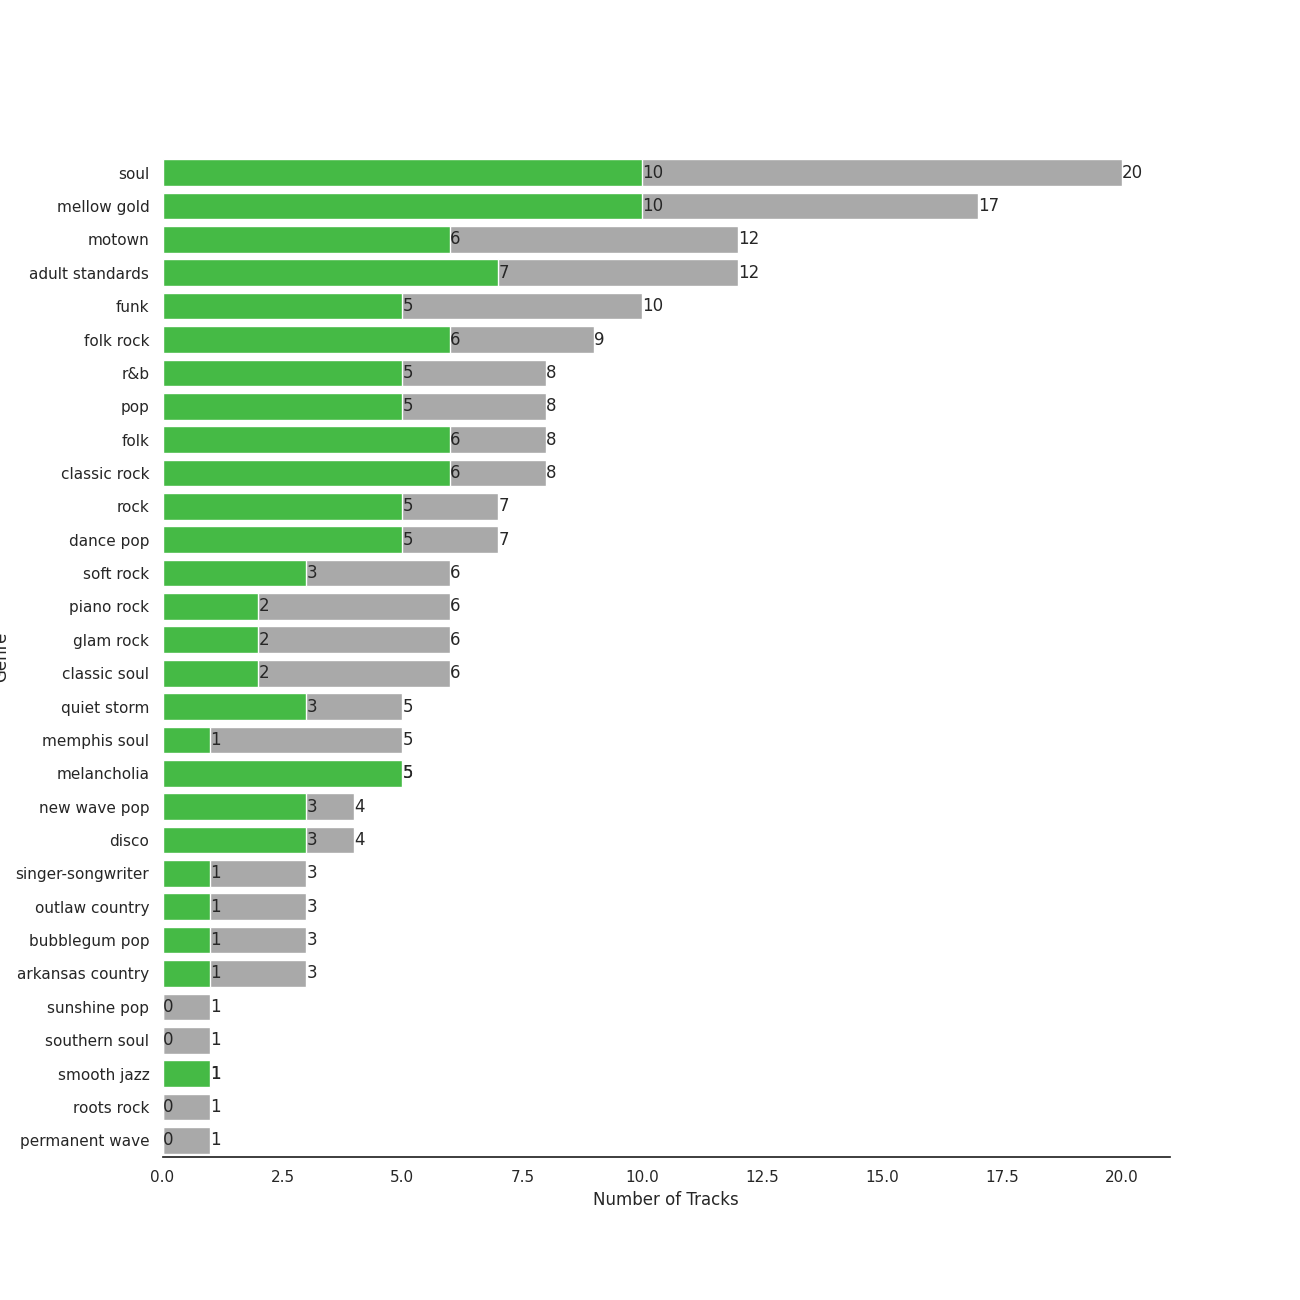 soul 10 20
mellow gold 10 17
motown 6 12
adult standards 7 12
funk 5 10
folk rock 6 9
r&b 5 8
pop 5 8
folk 6 8
classic rock 6 8
rock 5 7
dance pop 5 7
soft rock 3 6
piano rock 2 6
glam rock 2 6
classic soul 2 6
quiet storm 3 5
memphis soul 1 5
melancholia 5 5
new wave pop 3 4
disco 3 4
singer-songwriter 1 3
outlaw country 1 3
bubblegum pop 1 3
arkansas country 1 3
sunshine pop 0 1
southern soul 0 1
smooth jazz 1 1
roots rock 0 1
permanent wave 0 1
0.0 2.5 5.0 7.5 10.0 12.5 15.0 17.5 20.0
Number of Tracks
Genre